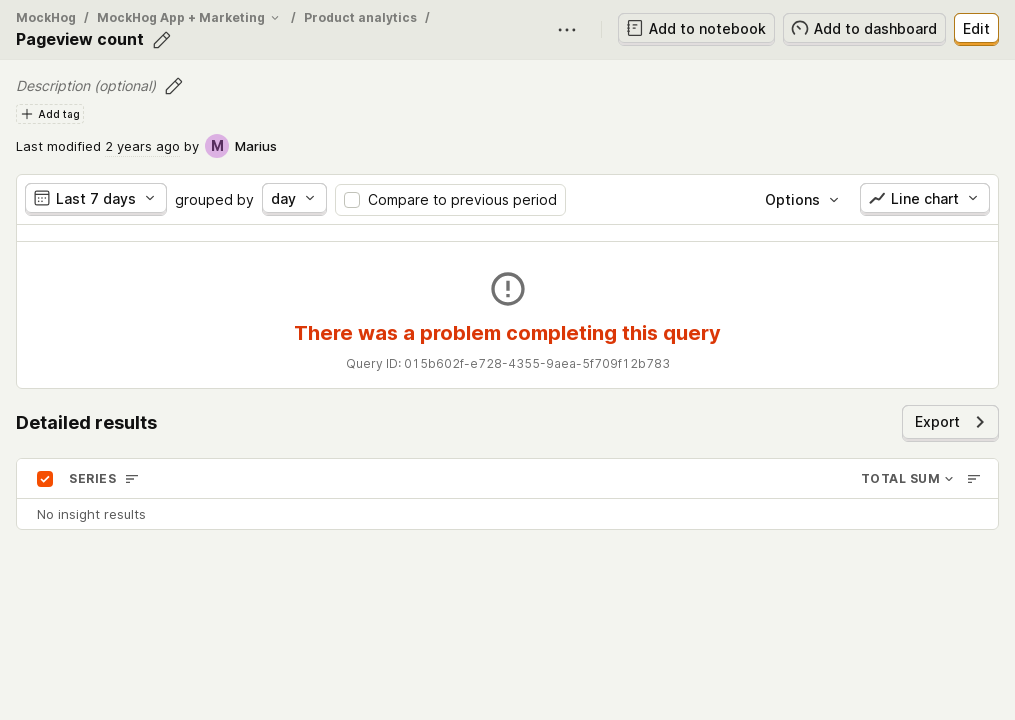 MockHog / MockHog App + Marketing / Product analytics /
Pageview count
Add to notebook
Add to dashboard
Edit
Description (optional)
Add tag
Last modified 2 years ago by M Marius
Last 7 days grouped by day Compare to previous period Options Line chart
There was a problem completing this query
Query ID: 015b602f-e728-4355-9aea-5f709f12b783
Detailed results
Export
SERIES TOTAL SUM
No insight results